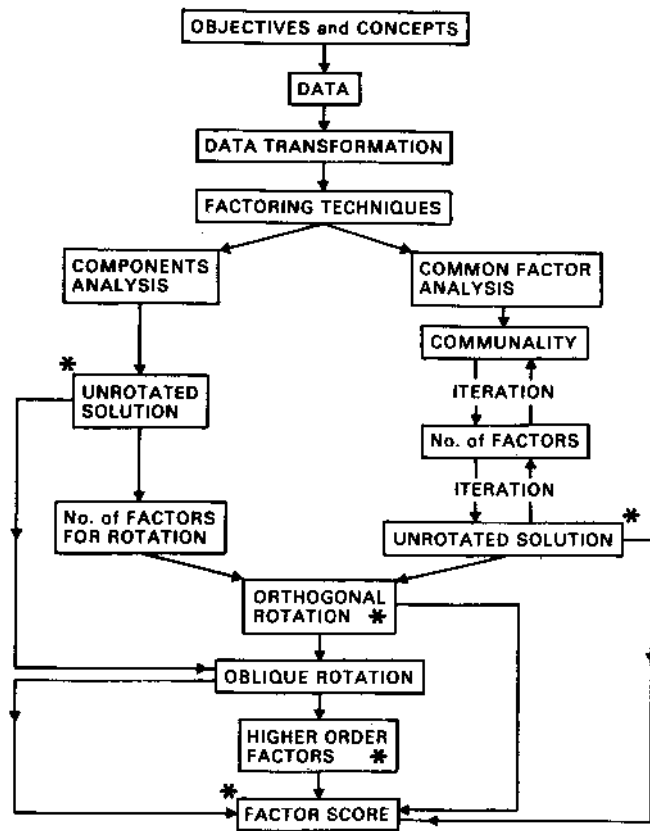 OBJECTIVES and CONCEPTS
DATA
DATA TRANSFORMATION
FACTORING TECHNIQUES
COMPONENTS
ANALYSIS
COMMON FACTOR
ANALYSIS
COMMUNALITY
*
UNROTATED
SOLUTION
ITERATION
No. of FACTORS
ITERATION
No. of FACTORS
FOR ROTATION
*
UNROTATED SOLUTION
ORTHOGONAL
ROTATION *
OBLIQUE ROTATION
HIGHER ORDER
FACTORS *
*
FACTOR SCORE